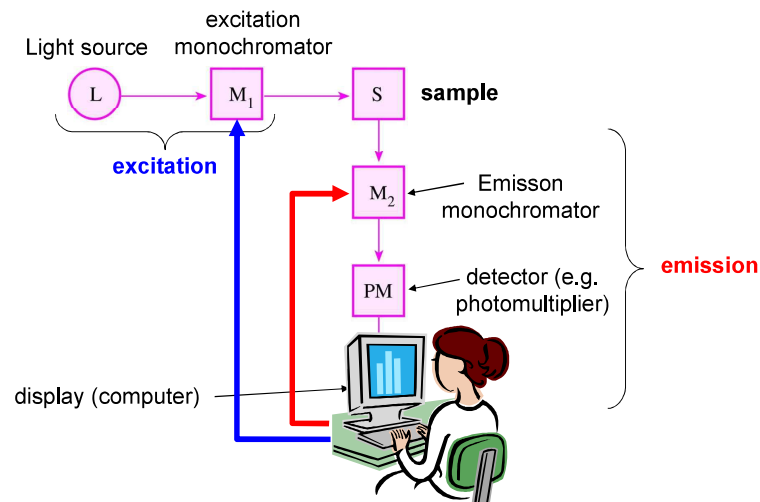 Light source
excitation
monochromator
L
M1
S
sample
excitation
M2
Emisson
monochromator
emission
PM
detector (e.g.
photomultiplier)
display (computer)